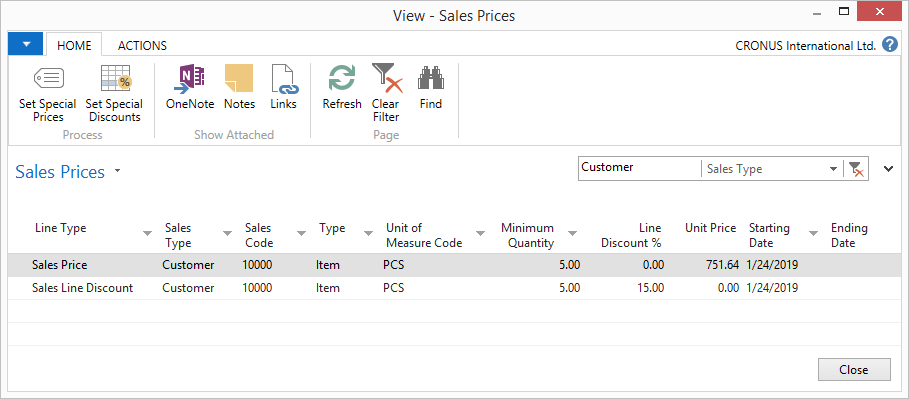 View - Sales Prices
HOME
ACTIONS
CRONUS International Ltd.
?
Set Special
Prices
Set Special
Discounts
Process
OneNote
Notes
Links
Show Attached
Refresh
Clear
Filter
Find
Page
Sales Prices
Customer
Sales Type
Line Type
Sales
Type
Sales
Code
Type
Unit of
Measure Code
Minimum
Quantity
Line
Discount %
Unit Price
Starting
Date
Ending
Date
Sales Price Customer 10000 Item PCS 5.00 0.00 751.64 1/24/2019
Sales Line Discount Customer 10000 Item PCS 5.00 15.00 0.00 1/24/2019
Close